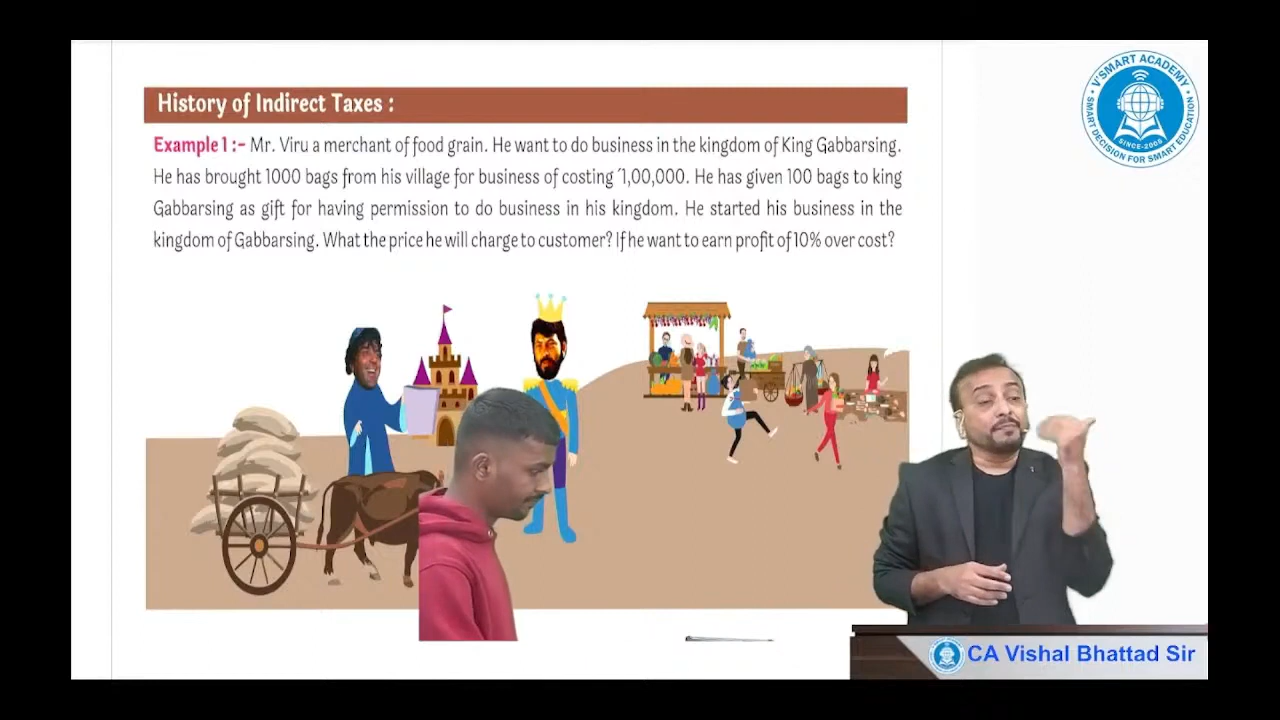 History of Indirect Taxes :
Example 1 :- Mr. Viru a merchant of food grain. He want to do business in the kingdom of King Gabbarsing.
He has brought 1000 bags from his village for business of costing ´1,00,000. He has given 100 bags to king
Gabbarsing as gift for having permission to do business in his kingdom. He started his business in the
kingdom of Gabbarsing. What the price he will charge to customer? If he want to earn profit of 10% over cost?
V'SMART ACADEMY
SMART DECISION FOR SMART EDUCATION
SINCE-2005
CA Vishal Bhattad Sir